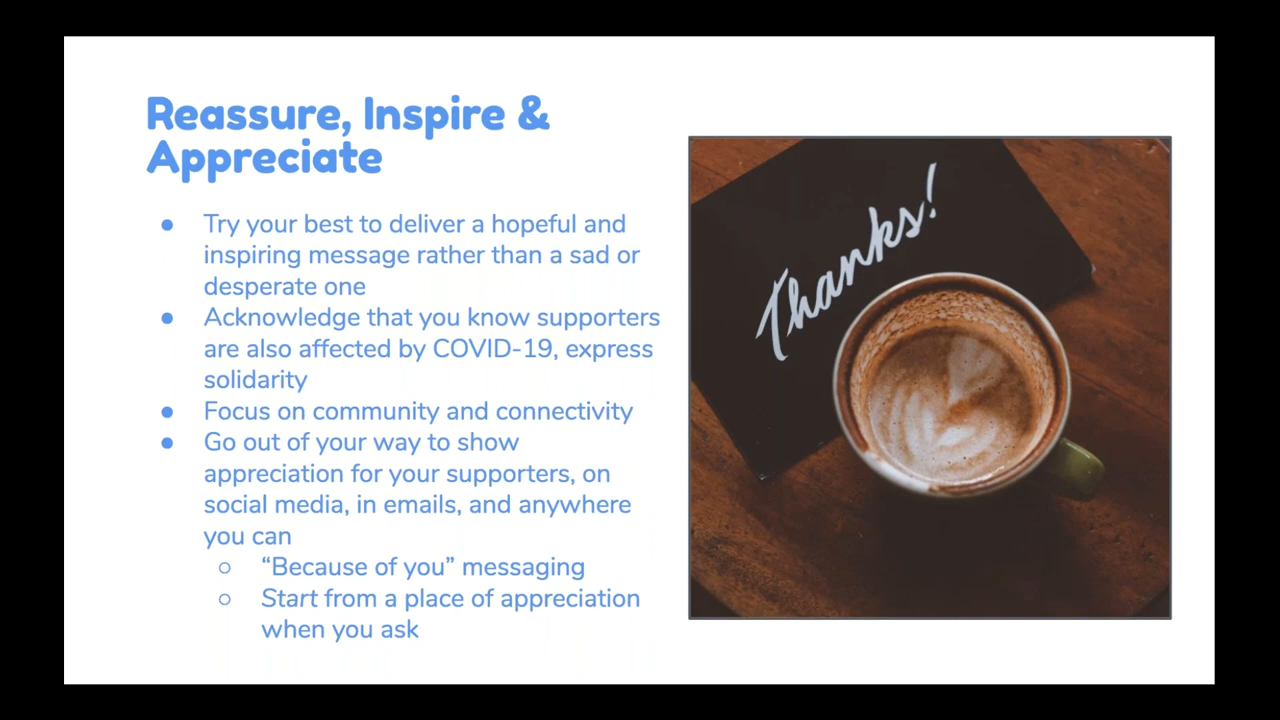 Reassure, Inspire &
Appreciate
● Try your best to deliver a hopeful and
inspiring message rather than a sad or
desperate one
● Acknowledge that you know supporters
are also affected by COVID-19, express
solidarity
● Focus on community and connectivity
● Go out of your way to show
appreciation for your supporters, on
social media, in emails, and anywhere
you can
○ “Because of you” messaging
○ Start from a place of appreciation
when you ask
Thanks!